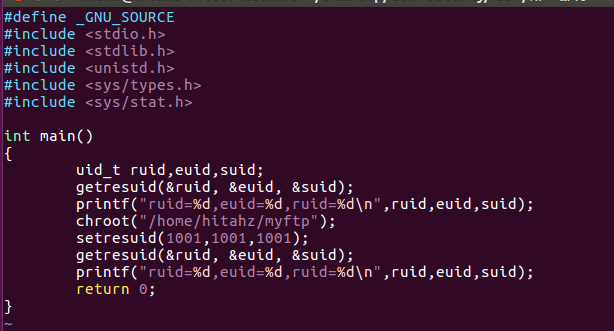 #define _GNU_SOURCE
#include <stdio.h>
#include <stdlib.h>
#include <unistd.h>
#include <sys/types.h>
#include <sys/stat.h>

int main()
{
        uid_t ruid,euid,suid;
        getresuid(&ruid, &euid, &suid);
        printf("ruid=%d,euid=%d,ruid=%d\n",ruid,euid,suid);
        chroot("/home/hitahz/myftp");
        setresuid(1001,1001,1001);
        getresuid(&ruid, &euid, &suid);
        printf("ruid=%d,euid=%d,ruid=%d\n",ruid,euid,suid);
        return 0;
}
~